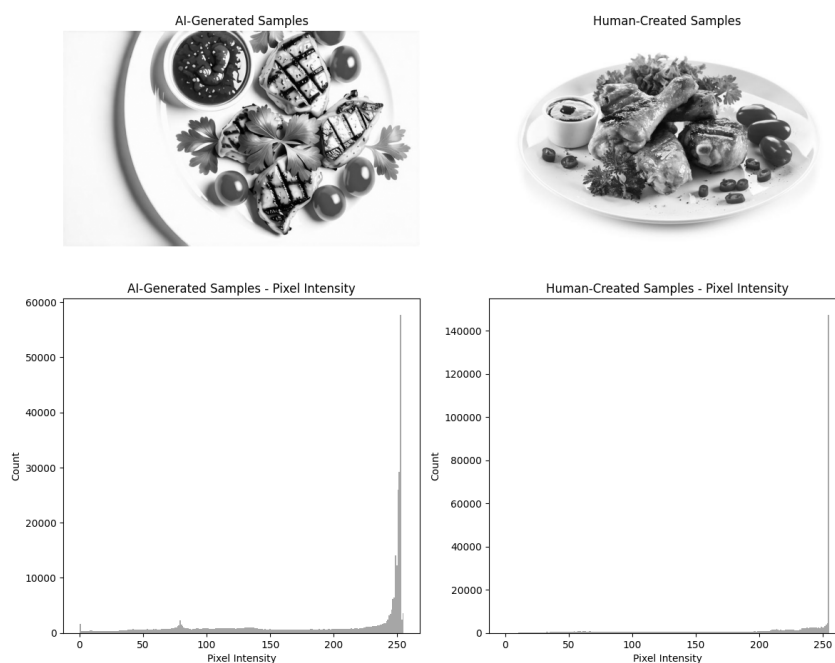 AI-Generated Samples
Human-Created Samples
AI-Generated Samples - Pixel Intensity
Count
60000
50000
40000
30000
20000
10000
0
0 50 100 150 200 250
Pixel Intensity
Human-Created Samples - Pixel Intensity
Count
140000
120000
100000
80000
60000
40000
20000
0
0 50 100 150 200 250
Pixel Intensity